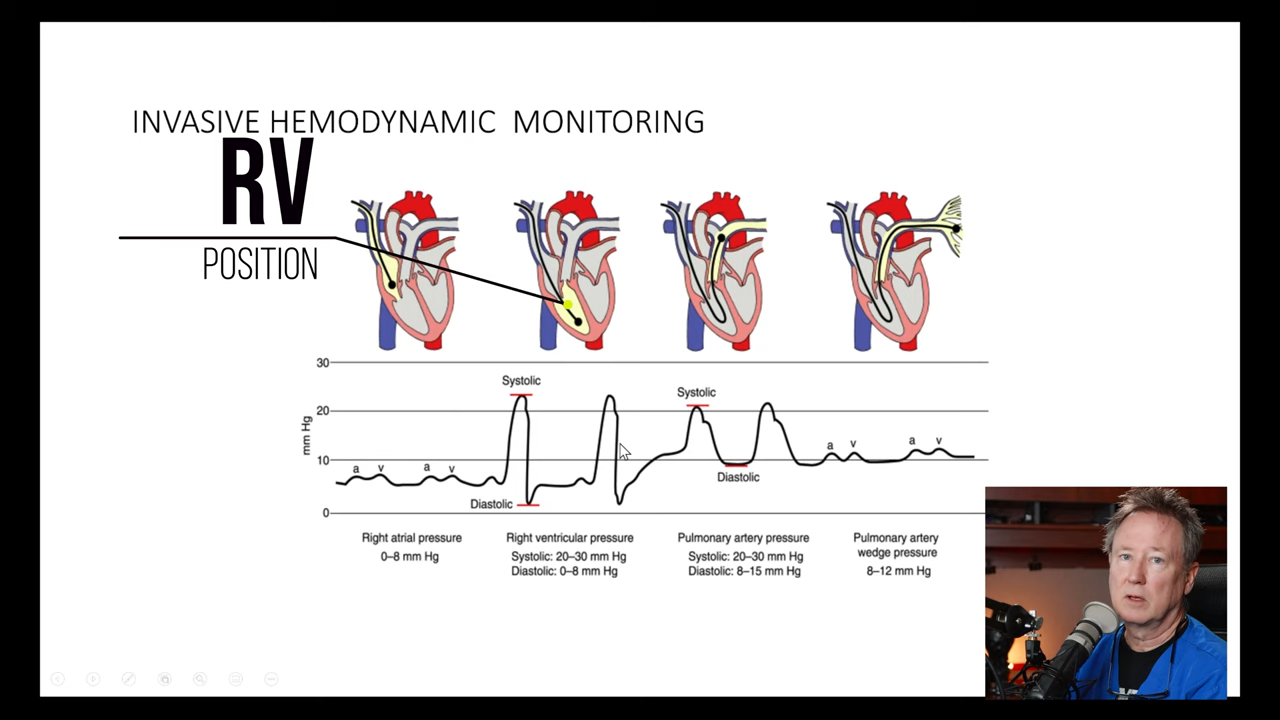 INVASIVE HEMODYNAMIC MONITORING
RV
POSITION
30
20
10
0
mm Hg
Systolic
Systolic
a
v
a
v
Diastolic
Diastolic
a
v
a
v
Right atrial pressure
0–8 mm Hg
Right ventricular pressure
Systolic: 20–30 mm Hg
Diastolic: 0–8 mm Hg
Pulmonary artery pressure
Systolic: 20–30 mm Hg
Diastolic: 8–15 mm Hg
Pulmonary artery
wedge pressure
8–12 mm Hg